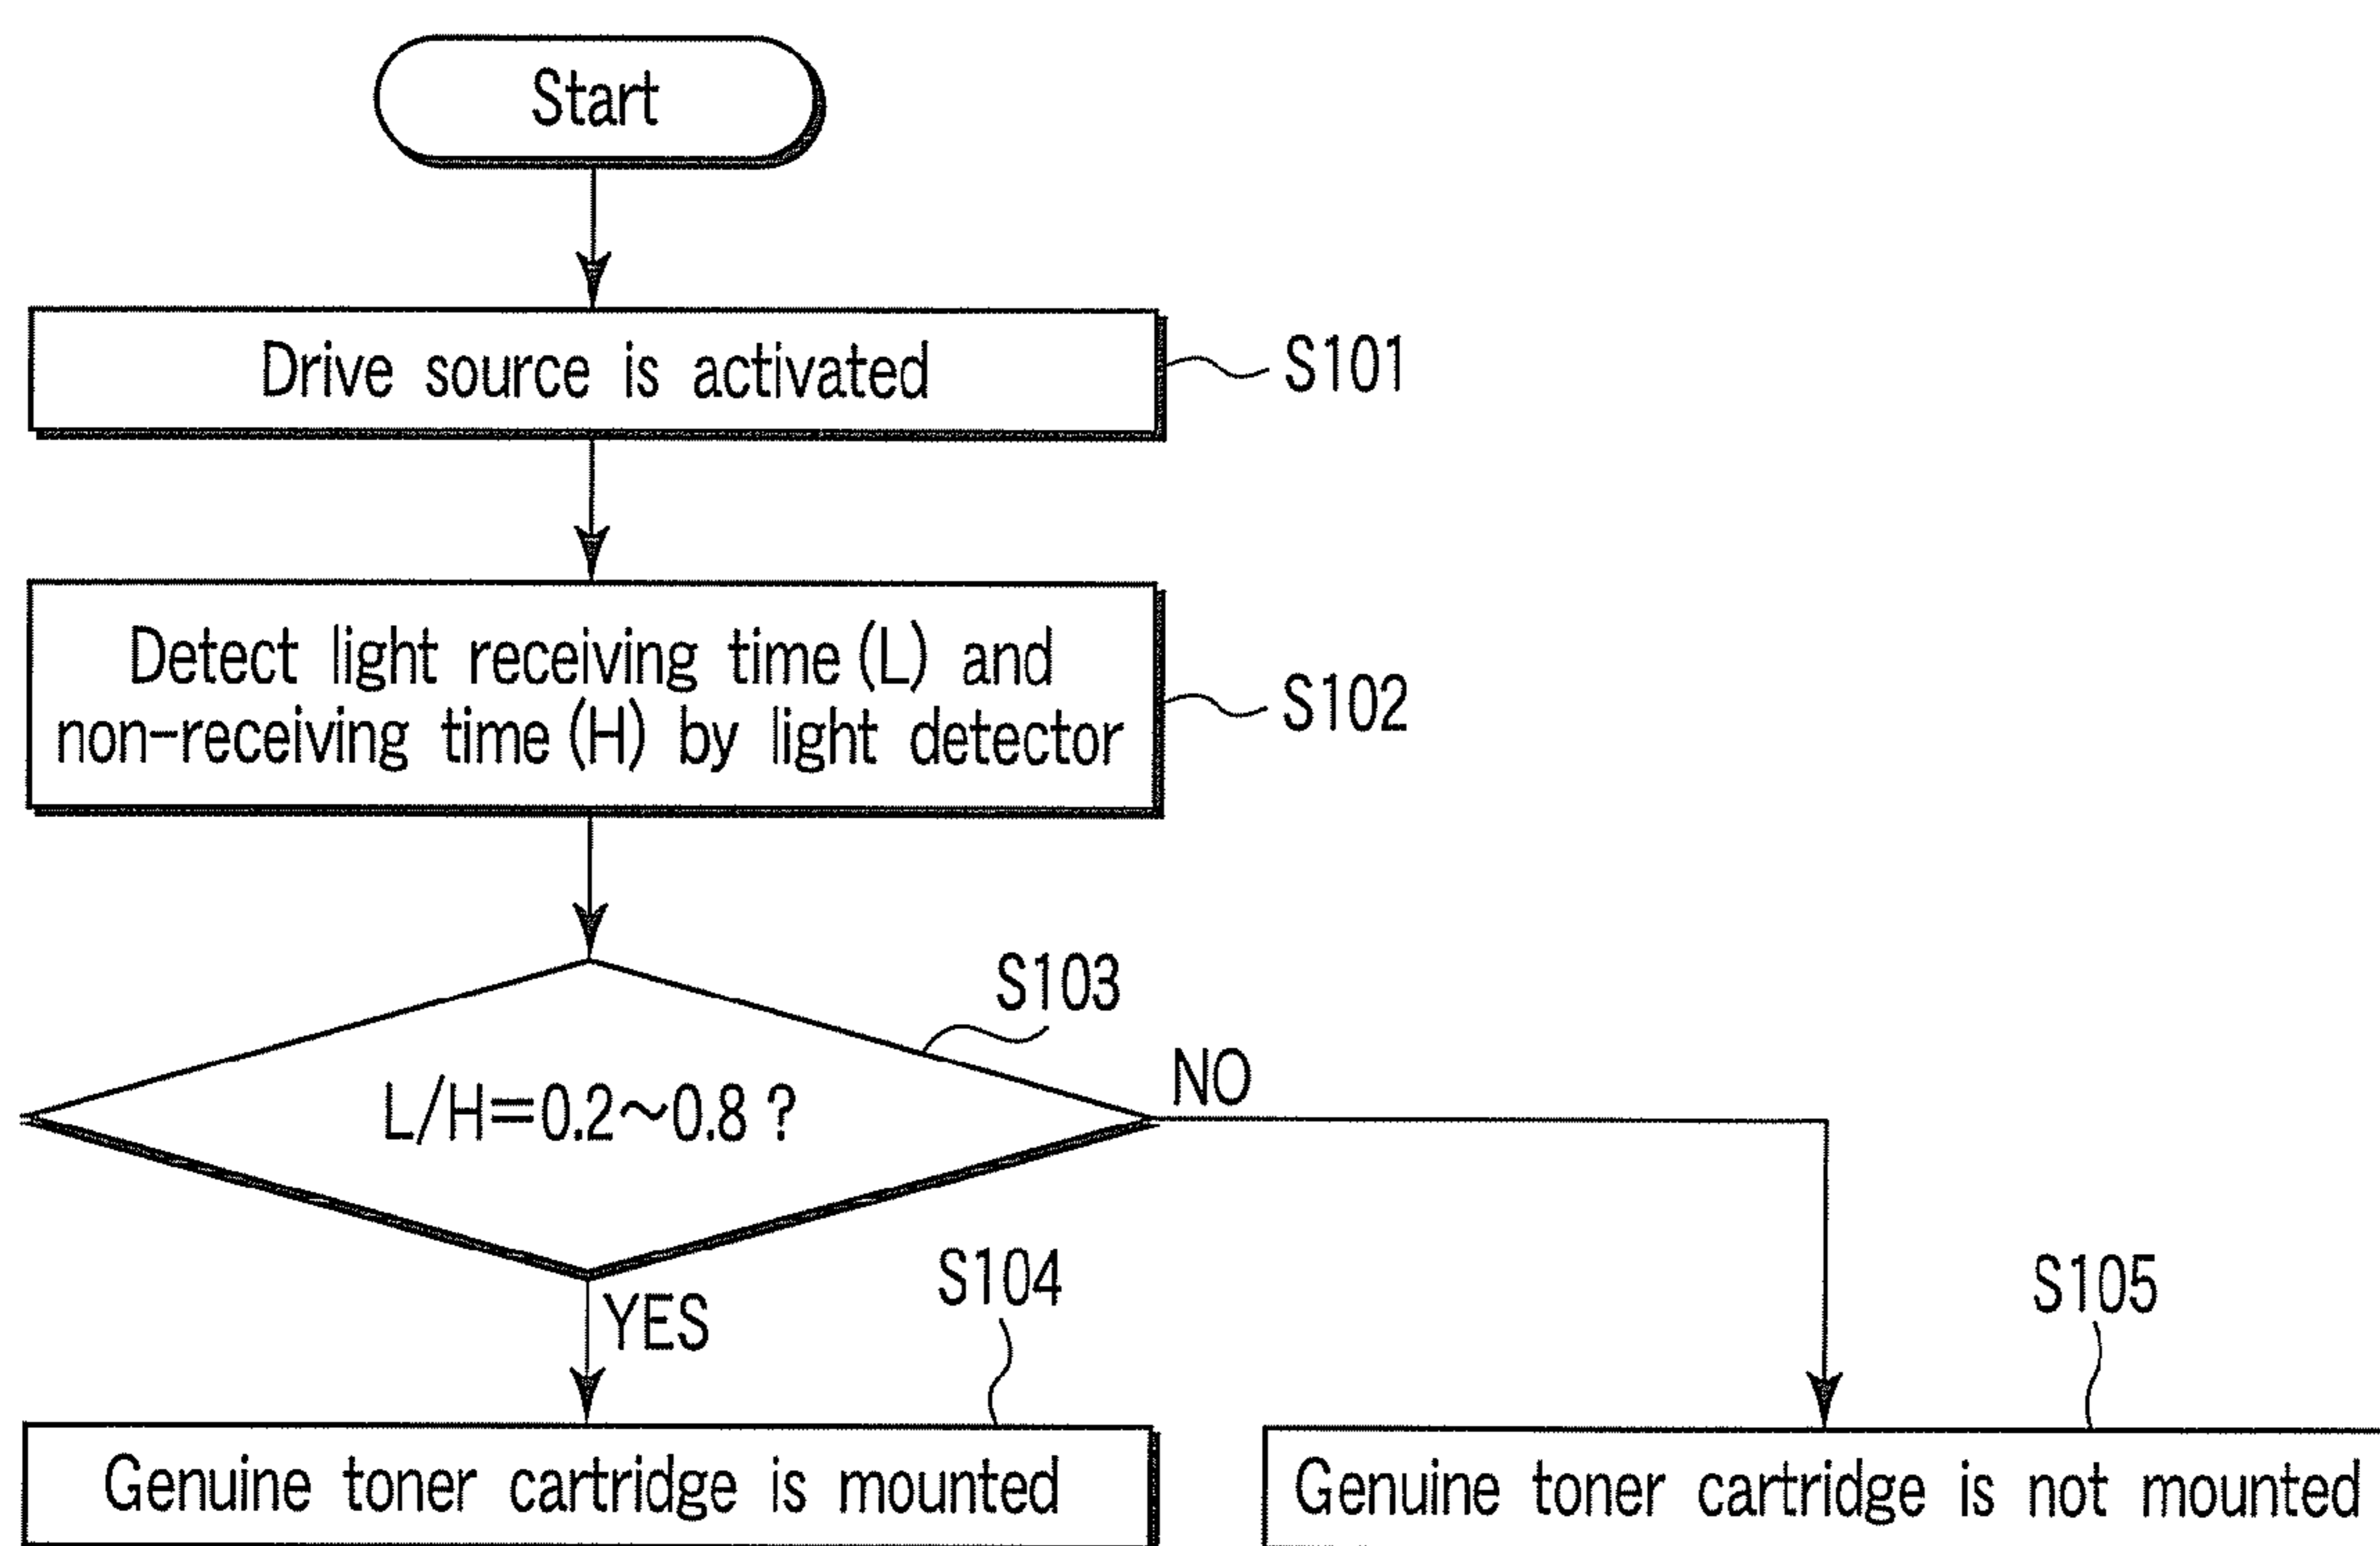 Start
Drive source is activated
S101
Detect light receiving time (L) and
non-receiving time (H) by light detector
S102
S103
L/H=0.2~0.8 ?
NO
YES
S104
Genuine toner cartridge is mounted
S105
Genuine toner cartridge is not mounted